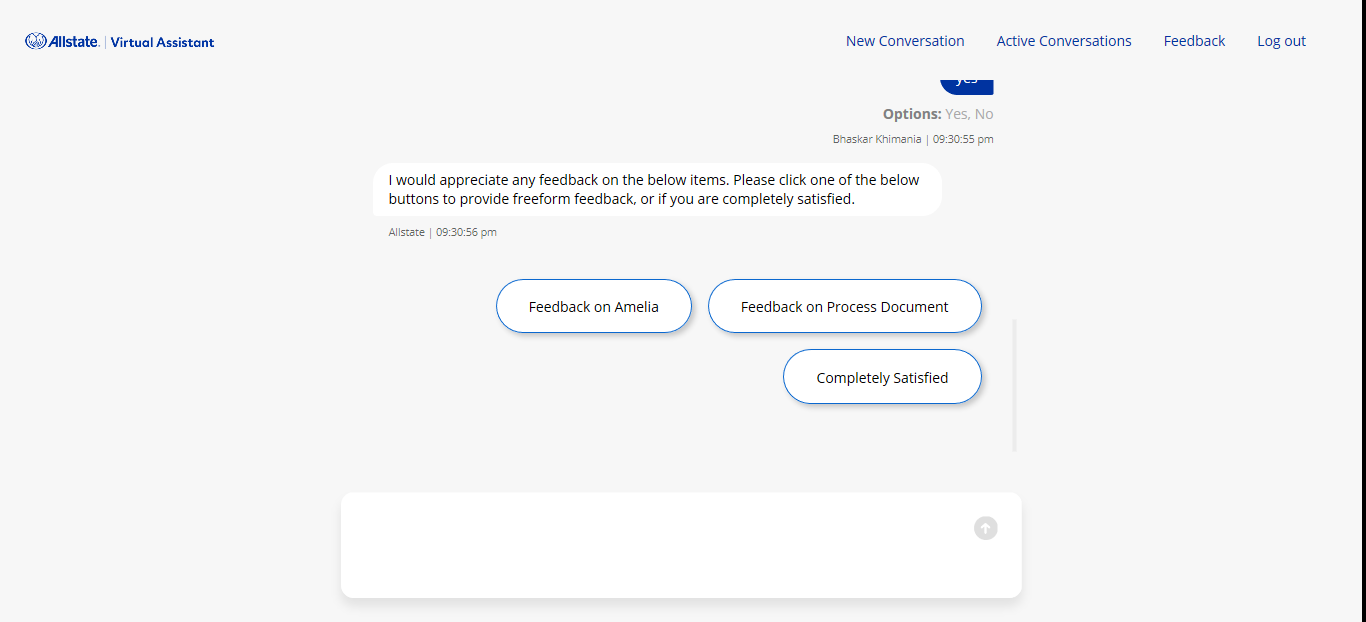 Allstate. | Virtual Assistant
New Conversation Active Conversations Feedback Log out
yes
Options: Yes, No
Bhaskar Khimania | 09:30:55 pm
I would appreciate any feedback on the below items. Please click one of the below
buttons to provide freeform feedback, or if you are completely satisfied.
Allstate | 09:30:56 pm
Feedback on Amelia
Feedback on Process Document
Completely Satisfied